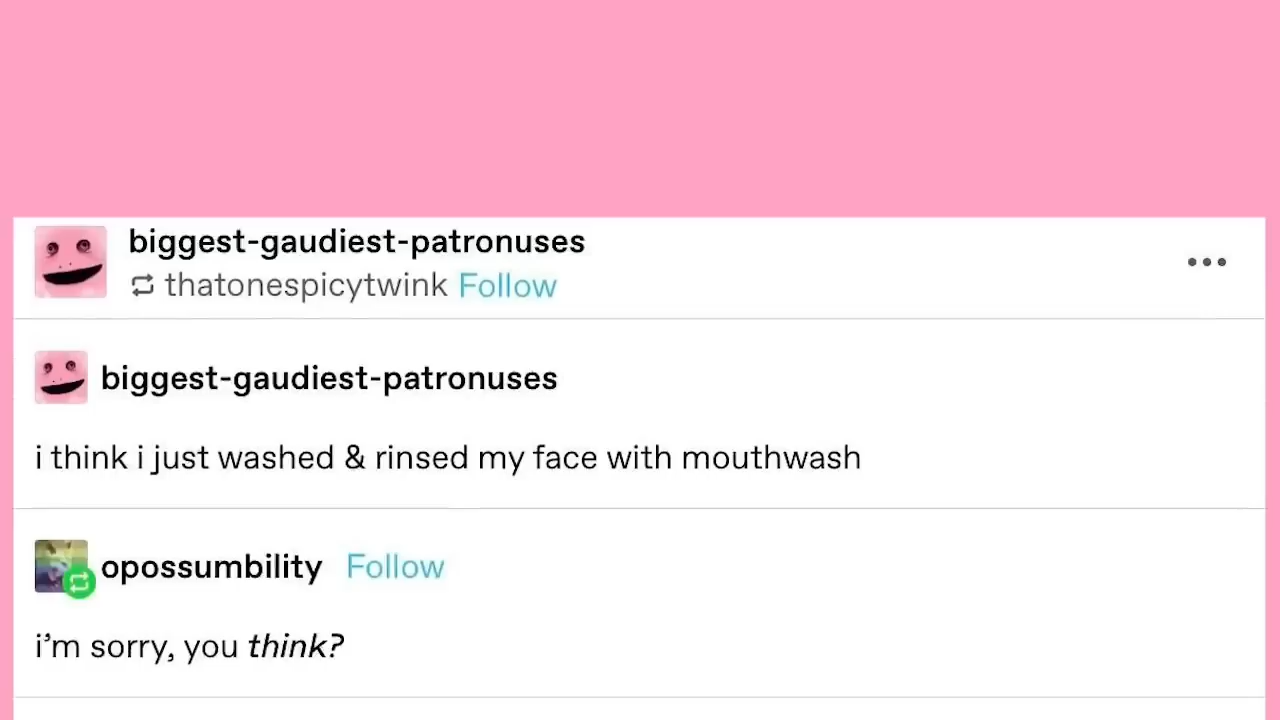 biggest-gaudiest-patronuses
thatonespicytwink Follow
biggest-gaudiest-patronuses
i think i just washed & rinsed my face with mouthwash
opossumbility Follow
i’m sorry, you think?